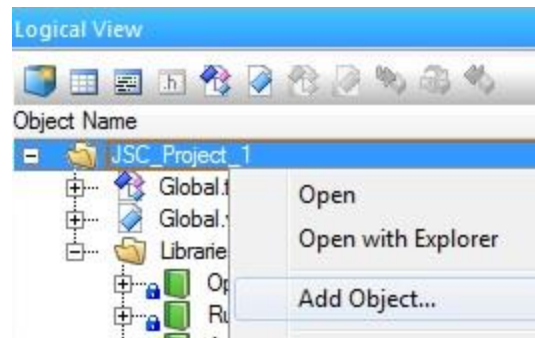 Logical View
.h
Object Name
JSC_Project_1
Global.t
Global.v
Open
Open with Explorer
Librarie
Op
Add Object...
Ru